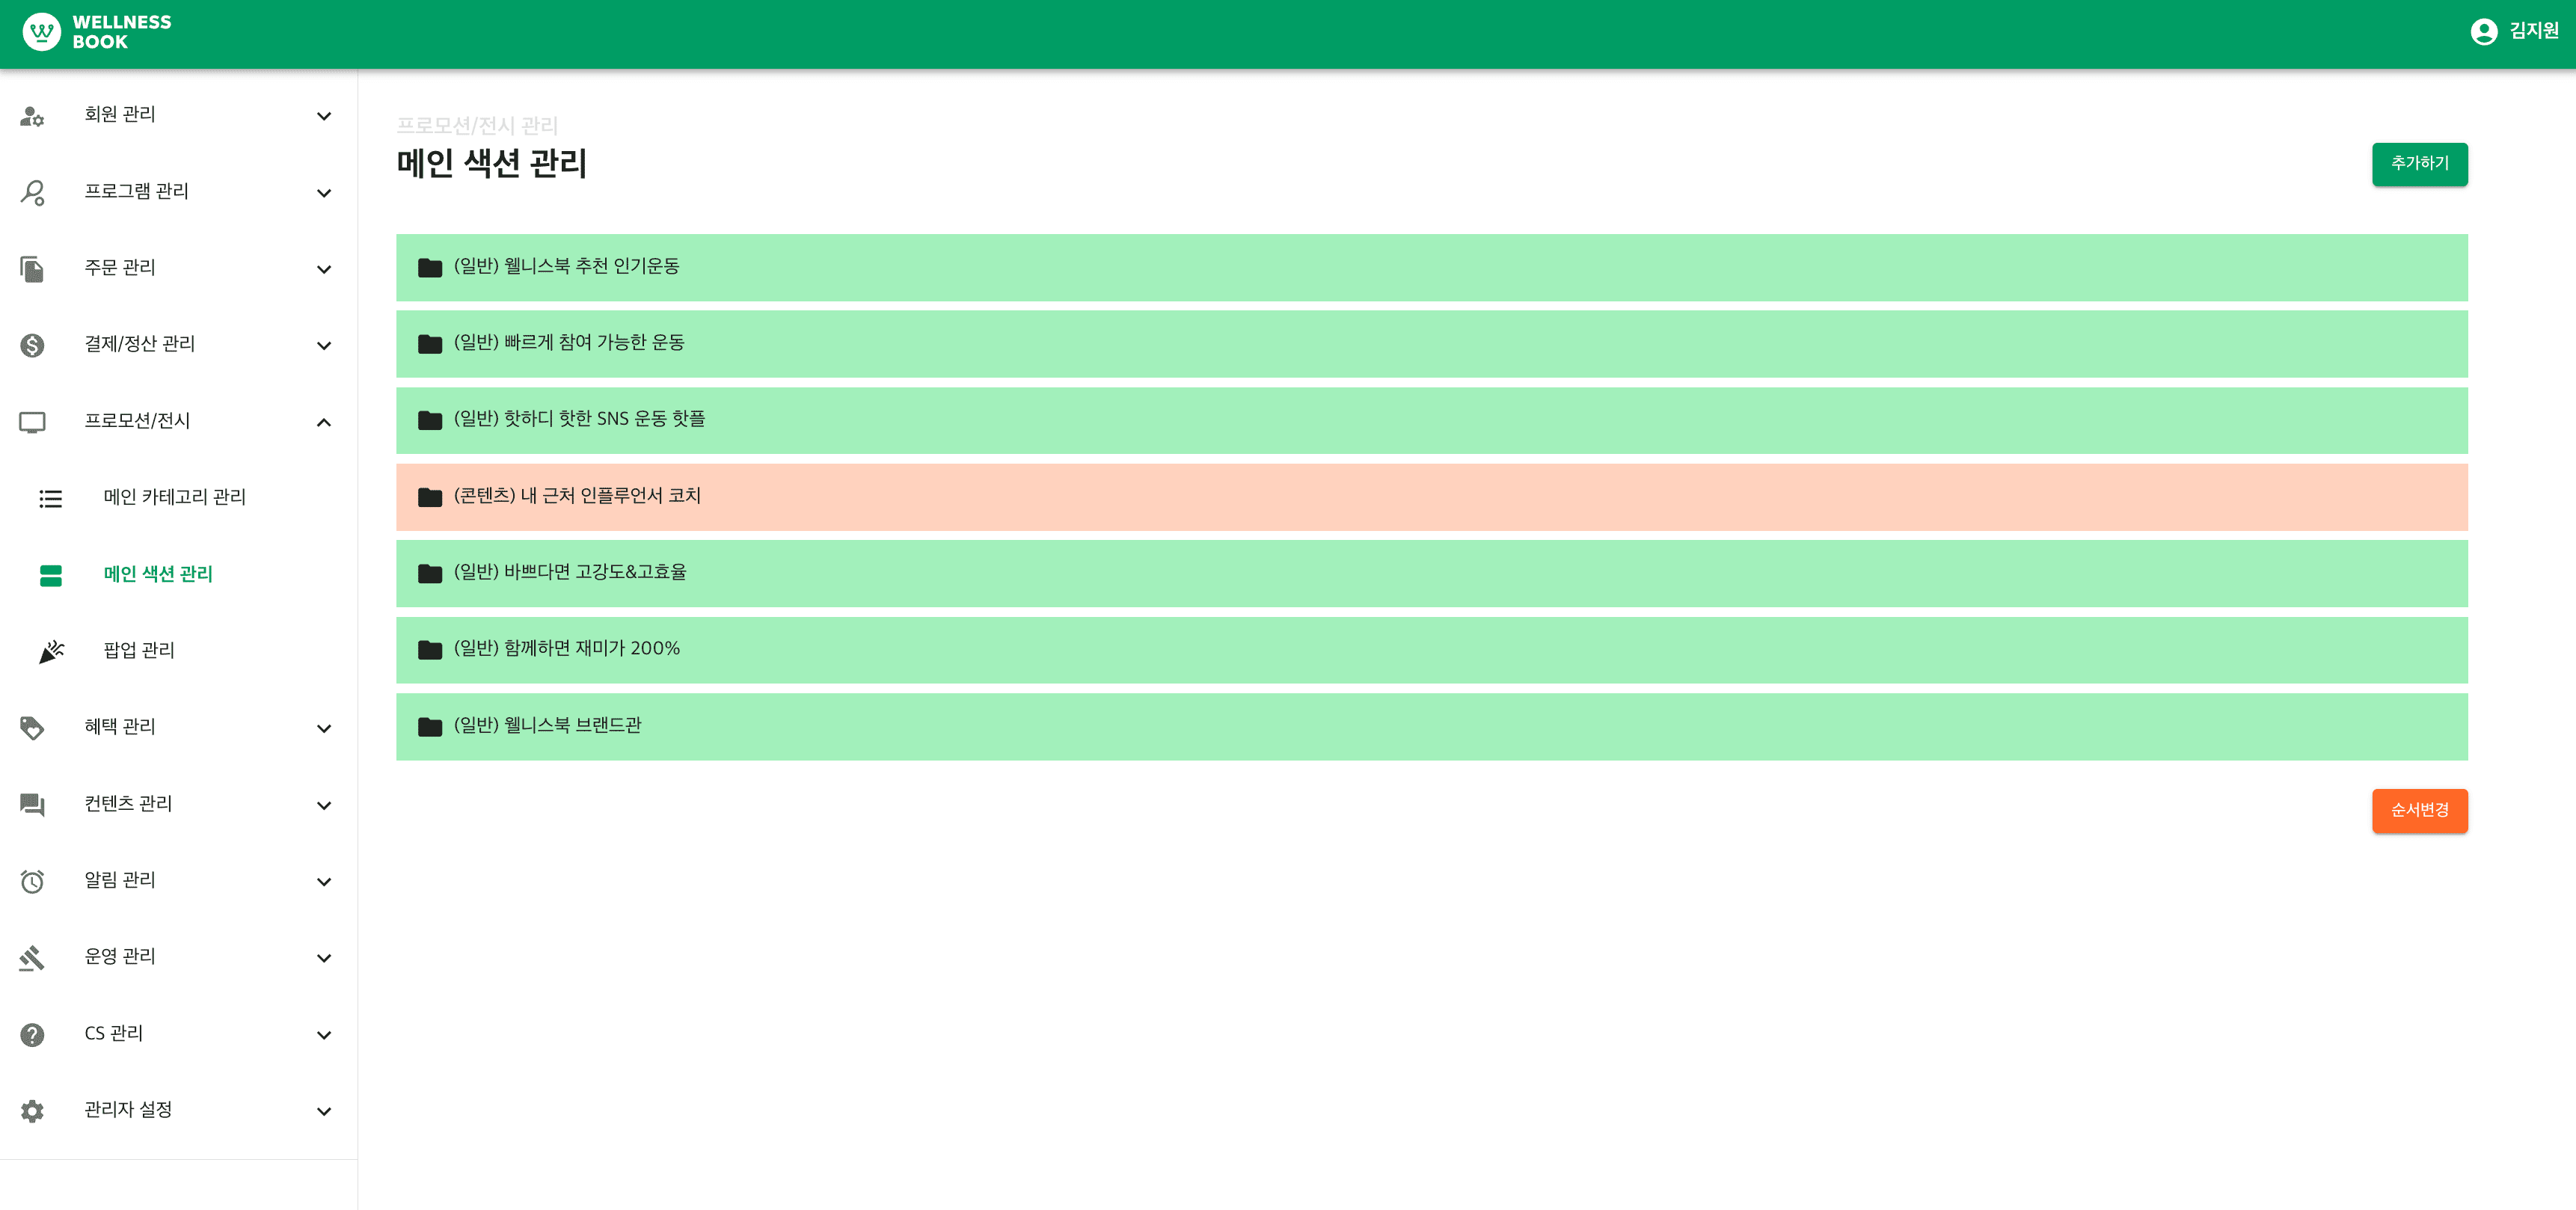 WELLNESS
BOOK
김지원
회원 관리
프로그램 관리
주문 관리
결제/정산 관리
프로모션/전시
메인 카테고리 관리
메인 색션 관리
팝업 관리
혜택 관리
컨텐츠 관리
알림 관리
운영 관리
CS 관리
관리자 설정
프로모션/전시 관리
메인 색션 관리
추가하기
(일반) 웰니스북 추천 인기운동
(일반) 빠르게 참여 가능한 운동
(일반) 핫하디 핫한 SNS 운동 핫플
(콘텐츠) 내 근처 인플루언서 코치
(일반) 바쁘다면 고강도&고효율
(일반) 함께하면 재미가 200%
(일반) 웰니스북 브랜드관
순서변경